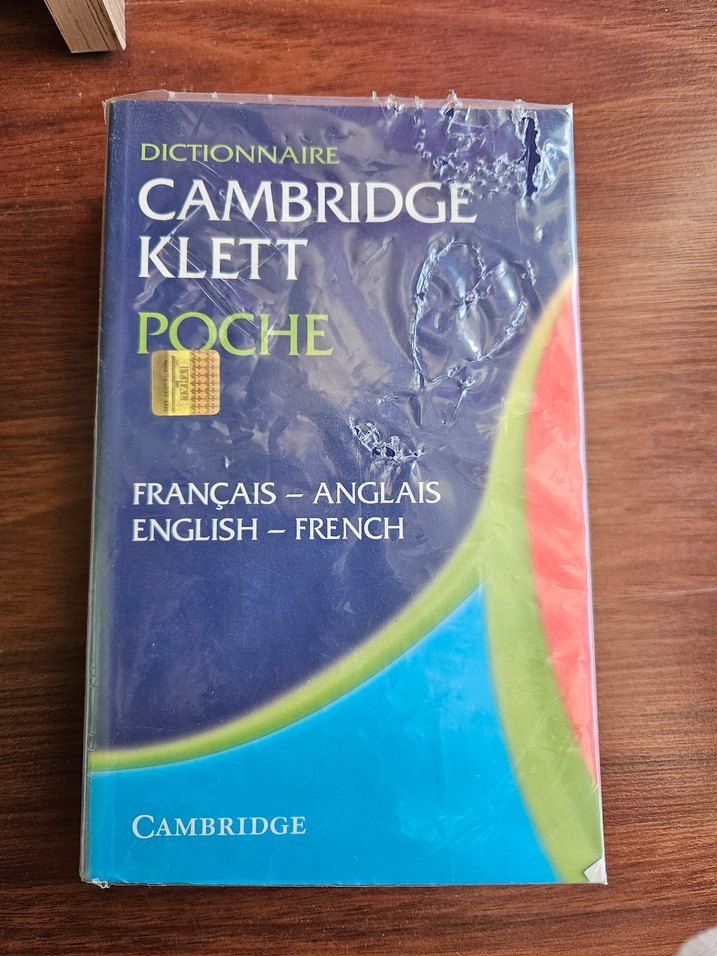 DICTIONNAIRE
CAMBRIDGE
KLETT
POCHE
FRANÇAIS – ANGLAIS
ENGLISH – FRENCH
CAMBRIDGE